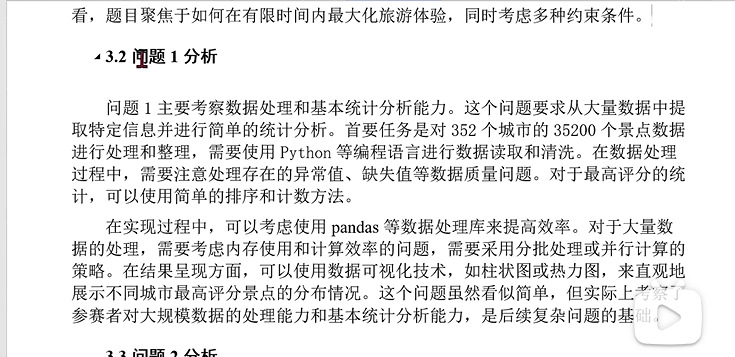 看，题目聚焦于如何在有限时间内最大化旅游体验，同时考虑多种约束条件。
3.2 问题 1 分析
问题 1 主要考察数据处理和基本统计分析能力。这个问题要求从大量数据中提
取特定信息并进行简单的统计分析。首要任务是对 352 个城市的 35200 个景点数据
进行处理和整理，需要使用 Python 等编程语言进行数据读取和清洗。在数据处理
过程中，需要注意处理存在的异常值、缺失值等数据质量问题。对于最高评分的统
计，可以使用简单的排序和计数方法。
在实现过程中，可以考虑使用 pandas 等数据处理库来提高效率。对于大量数
据的处理，需要考虑内存使用和计算效率的问题，需要采用分批处理或并行计算的
策略。在结果呈现方面，可以使用数据可视化技术，如柱状图或热力图，来直观地
展示不同城市最高评分景点的分布情况。这个问题虽然看似简单，但实际上考察了
参赛者对大规模数据的处理能力和基本统计分析能力，是后续复杂问题的基础。
3.3 问题 2 分析